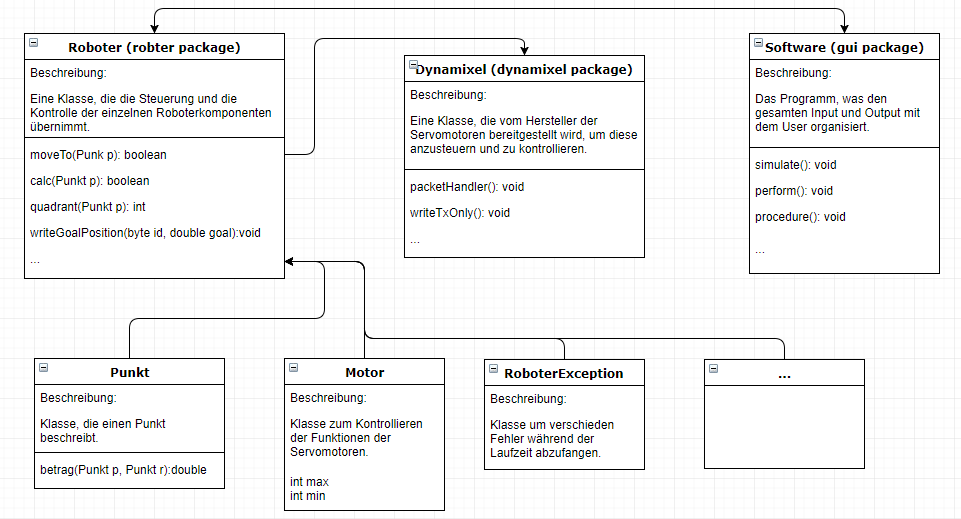 Roboter (robter package)
Beschreibung:
Eine Klasse, die die Steuerung und die
Kontrolle der einzelnen Roboterkomponenten
übernimmt.
moveTo(Punk p): boolean
calc(Punkt p): boolean
quadrant(Punkt p): int
writeGoalPosition(byte id, double goal):void
...
Dynamixel (dynamixel package)
Beschreibung:
Eine Klasse, die vom Hersteller der
Servomotoren bereitgestellt wird, um diese
anzusteuern und zu kontrollieren.
packetHandler(): void
writeTxOnly(): void
...
Software (gui package)
Beschreibung:
Das Programm, was den
gesamten Input und Output mit
dem User organisiert.
simulate(): void
perform(): void
procedure(): void
...
Punkt
Beschreibung:
Klasse, die einen Punkt
beschreibt.
betrag(Punkt p, Punkt r):double
Motor
Beschreibung:
Klasse zum Kontrollieren
der Funktionen der
Servomotoren.
int max
int min
RoboterException
Beschreibung:
Klasse um verschieden
Fehler während der
Laufzeit abzufangen.
...